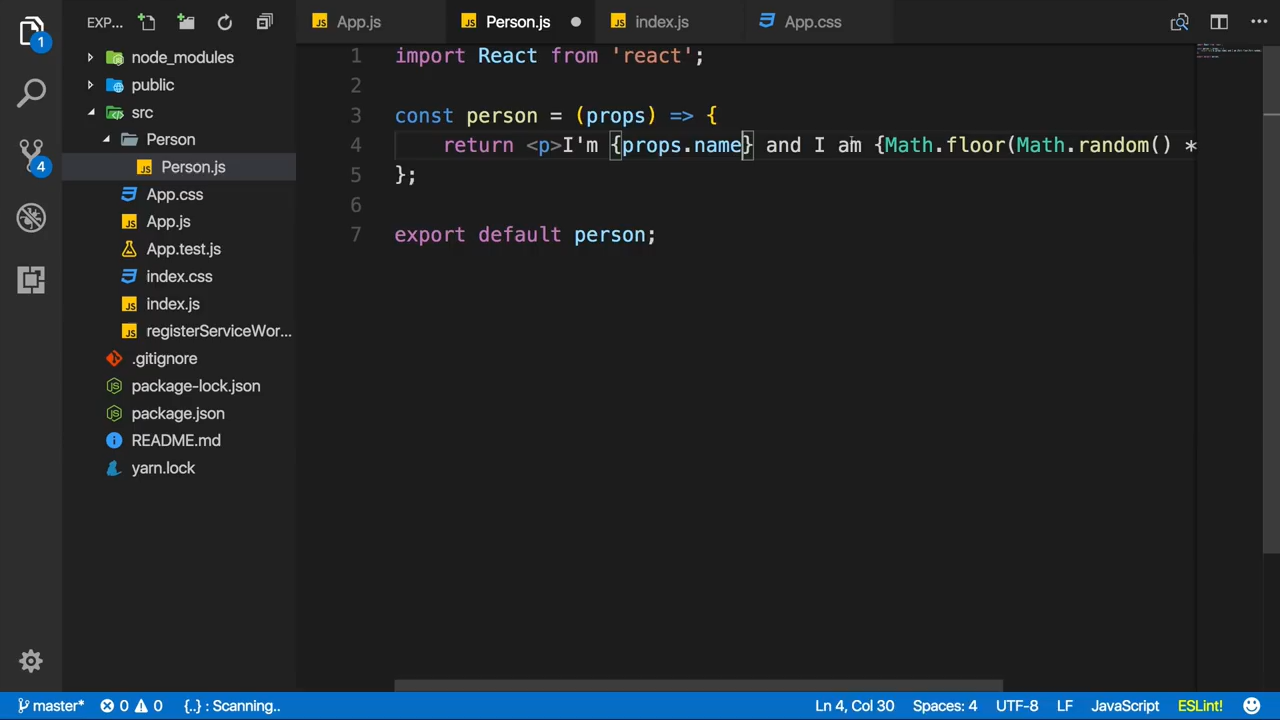 EXP...
App.js
Person.js
index.js
App.css
1
4
node_modules
public
src
Person
Person.js
App.css
App.js
App.test.js
index.css
index.js
registerServiceWor...
.gitignore
package-lock.json
package.json
README.md
yarn.lock
1 import React from 'react';
2
3 const person = (props) => {
4 return <p>I'm {props.name} and I am {Math.floor(Math.random() *
5 };
6
7 export default person;
master* 0 0 {..} : Scanning.. Ln 4, Col 30 Spaces: 4 UTF-8 LF JavaScript ESLint!